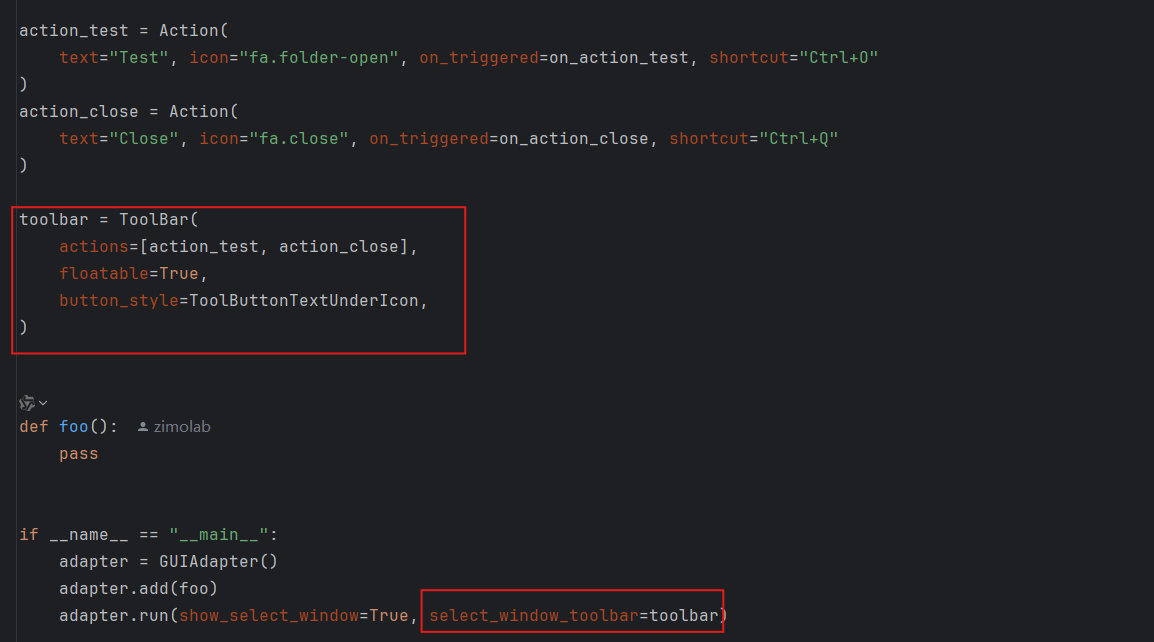 action_test = Action(
    text="Test", icon="fa.folder-open", on_triggered=on_action_test, shortcut="Ctrl+O"
)
action_close = Action(
    text="Close", icon="fa.close", on_triggered=on_action_close, shortcut="Ctrl+Q"
)
toolbar = ToolBar(
    actions=[action_test, action_close],
    floatable=True,
    button_style=ToolButtonTextUnderIcon,
)
def foo(): zimolab
    pass
if __name__ == "__main__":
    adapter = GUIAdapter()
    adapter.add(foo)
    adapter.run(show_select_window=True, select_window_toolbar=toolbar)